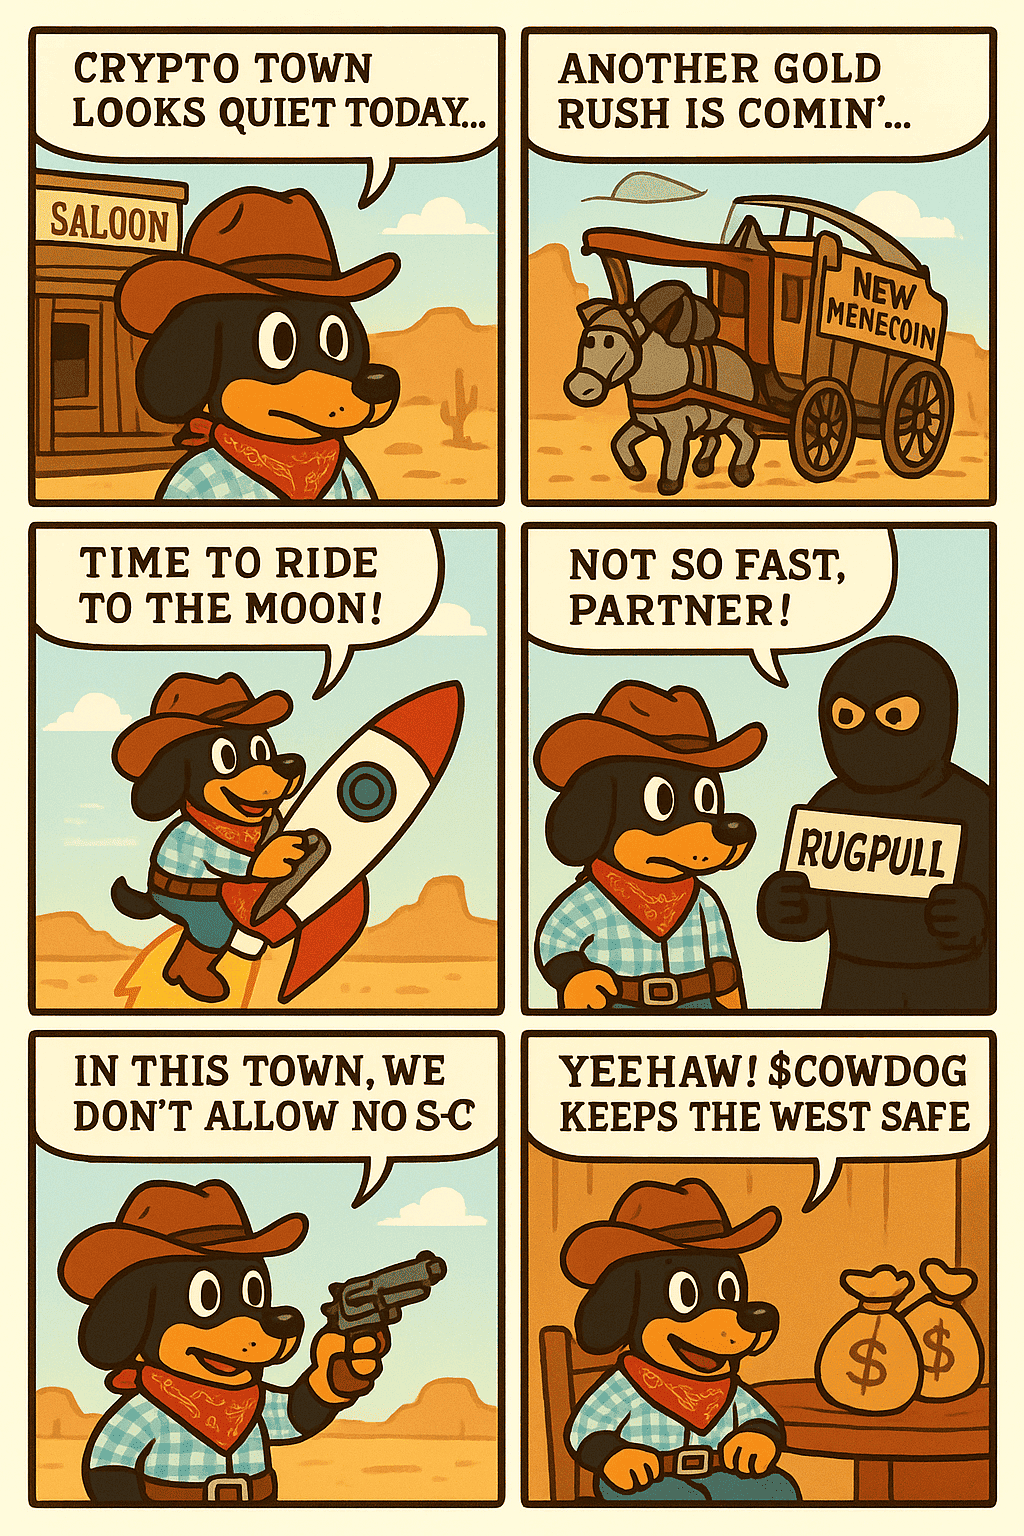 CRYPTO TOWN
LOOKS QUIET TODAY...
SALOON
ANOTHER GOLD
RUSH IS COMIN'...
NEW
MENECOIN
TIME TO RIDE
TO THE MOON!
NOT SO FAST,
PARTNER!
RUGPULL
IN THIS TOWN, WE
DON'T ALLOW NO S-C
YEEHAW! $COWDOG
KEEPS THE WEST SAFE
$
$